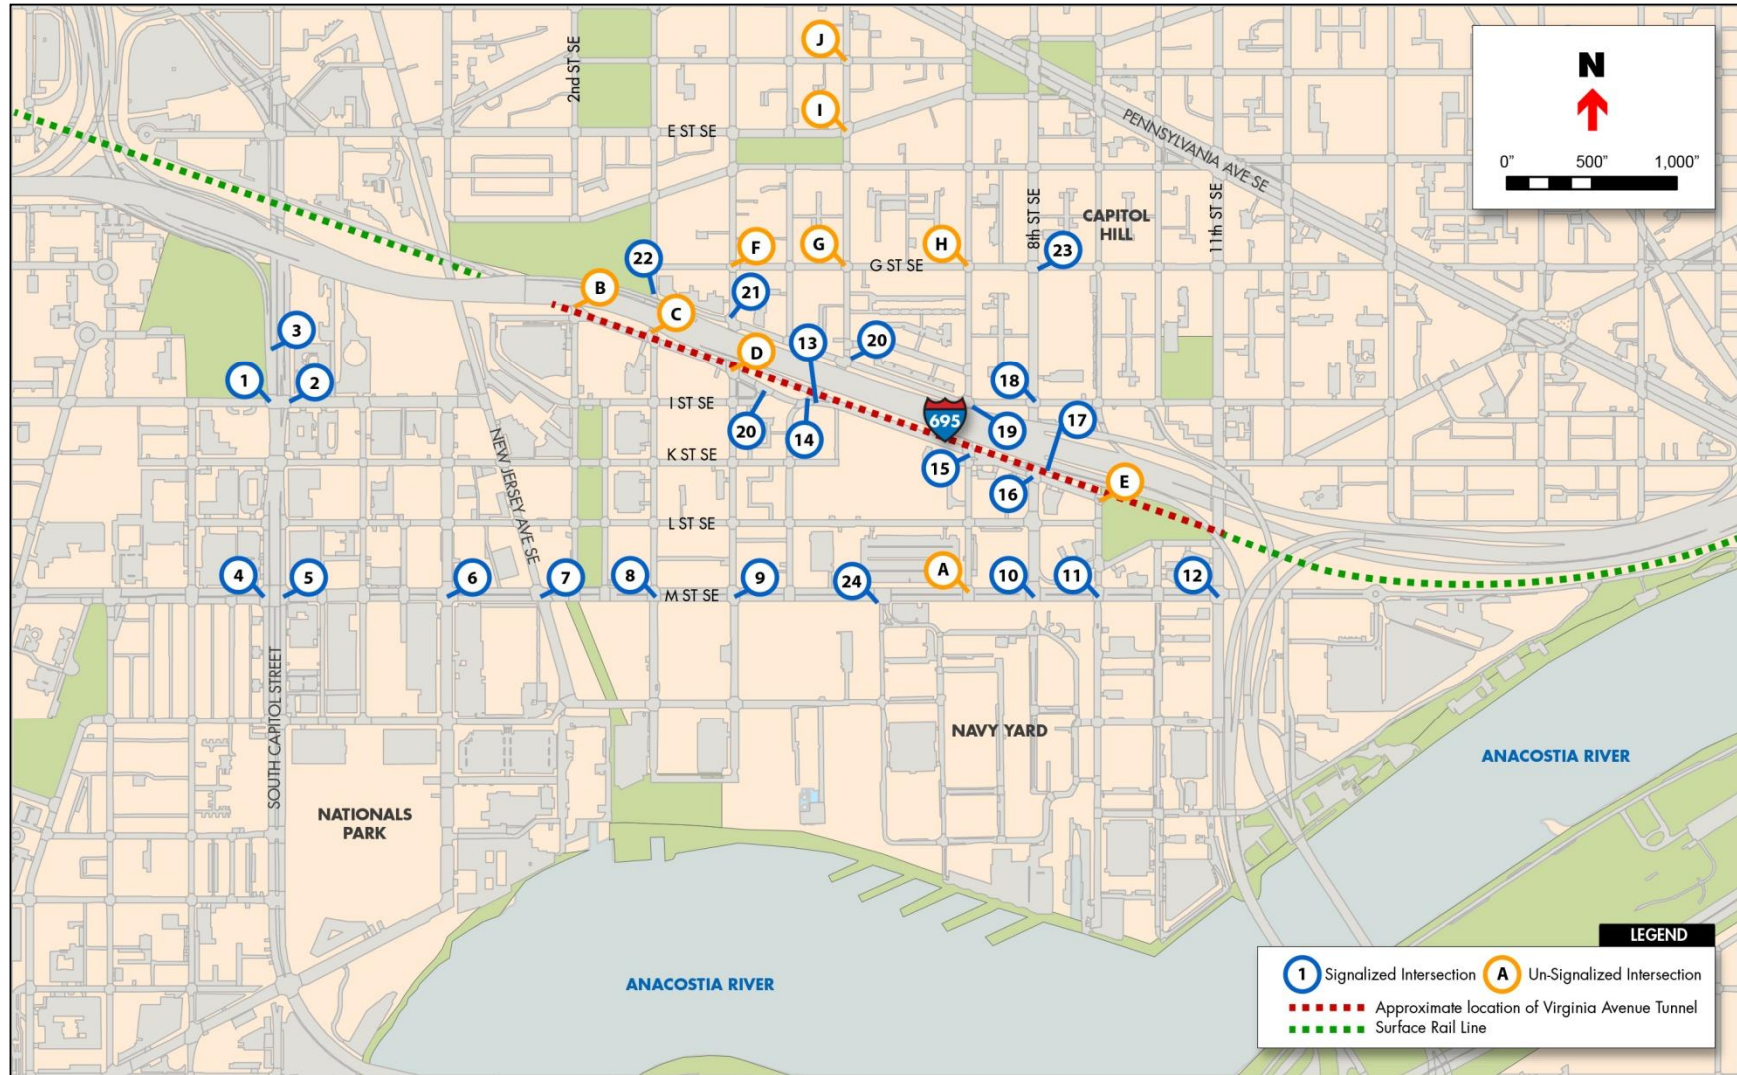 J
N
2nd ST SE
0" 500" 1,000"
I
PENNSYLVANIA AVE SE
E ST SE
8th ST SE
11th ST SE
CAPITOL
HILL
22
F
G
H
23
G ST SE
B
21
C
3
13
20
D
1
2
18
I ST SE
20
14
695
19
17
NEW JERSEY AVE SE
K ST SE
15
16
E
L ST SE
4
5
6
7
8
9
24
A
10
11
12
M ST SE
SOUTH CAPITOL STREET
NAVY YARD
NATIONALS
PARK
ANACOSTIA RIVER
ANACOSTIA RIVER
LEGEND
1 Signalized Intersection A Un-Signalized Intersection
Approximate location of Virginia Avenue Tunnel
Surface Rail Line